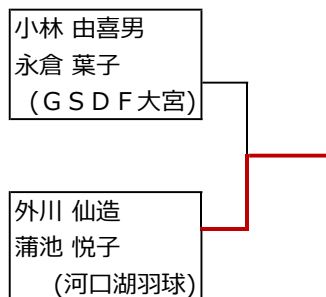 小林 由喜男
永倉 葉子
(ＧＳＤＦ大宮)
外川 仙造
蒲池 悦子
(河口湖羽球)